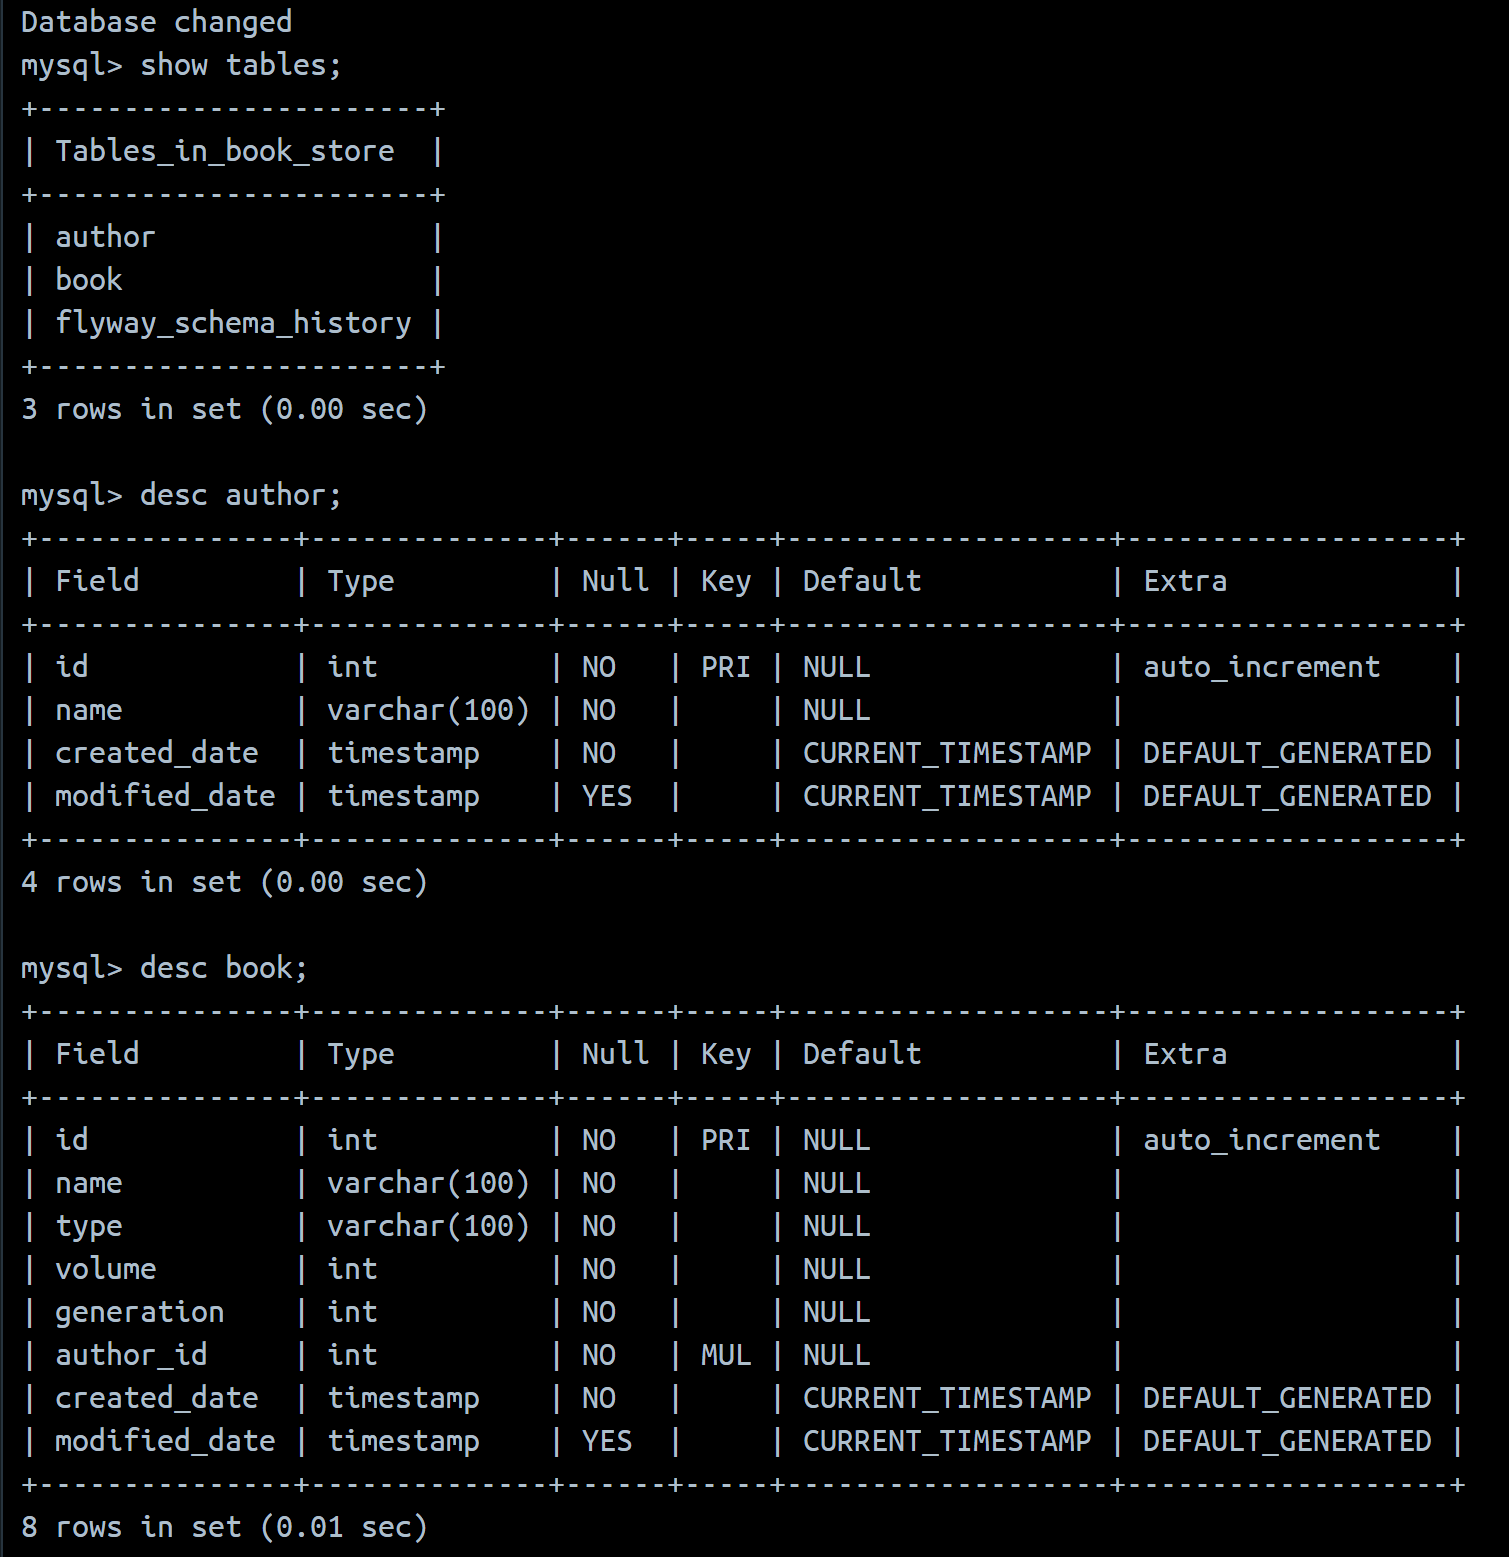 Database changed
mysql> show tables;
+-----------------------+
| Tables_in_book_store  |
+-----------------------+
| author                |
| book                  |
| flyway_schema_history |
+-----------------------+
3 rows in set (0.00 sec)

mysql> desc author;
+---------------+--------------+------+-----+-------------------+-------------------+
| Field         | Type         | Null | Key | Default           | Extra             |
+---------------+--------------+------+-----+-------------------+-------------------+
| id            | int          | NO   | PRI | NULL              | auto_increment    |
| name          | varchar(100) | NO   |     | NULL              |                   |
| created_date  | timestamp    | NO   |     | CURRENT_TIMESTAMP | DEFAULT_GENERATED |
| modified_date | timestamp    | YES  |     | CURRENT_TIMESTAMP | DEFAULT_GENERATED |
+---------------+--------------+------+-----+-------------------+-------------------+
4 rows in set (0.00 sec)

mysql> desc book;
+---------------+--------------+------+-----+-------------------+-------------------+
| Field         | Type         | Null | Key | Default           | Extra             |
+---------------+--------------+------+-----+-------------------+-------------------+
| id            | int          | NO   | PRI | NULL              | auto_increment    |
| name          | varchar(100) | NO   |     | NULL              |                   |
| type          | varchar(100) | NO   |     | NULL              |                   |
| volume        | int          | NO   |     | NULL              |                   |
| generation    | int          | NO   |     | NULL              |                   |
| author_id     | int          | NO   | MUL | NULL              |                   |
| created_date  | timestamp    | NO   |     | CURRENT_TIMESTAMP | DEFAULT_GENERATED |
| modified_date | timestamp    | YES  |     | CURRENT_TIMESTAMP | DEFAULT_GENERATED |
+---------------+--------------+------+-----+-------------------+-------------------+
8 rows in set (0.01 sec)